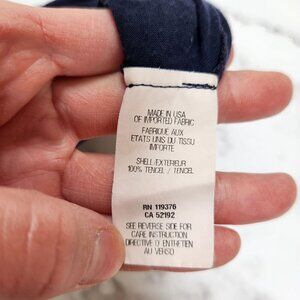 MADE IN USA
OF IMPORTED FABRIC
FABRIQUE AUX
ETATS UNIS DU TISSU
IMPORTE
SHELL/EXTERIEUR
100% TENCEL / TENCEL
RN 119376
CA 52192
SEE REVERSE SIDE FOR
CARE INSTRUCTION
DIRECTIVE D ENTRETIEN
AU VERSO